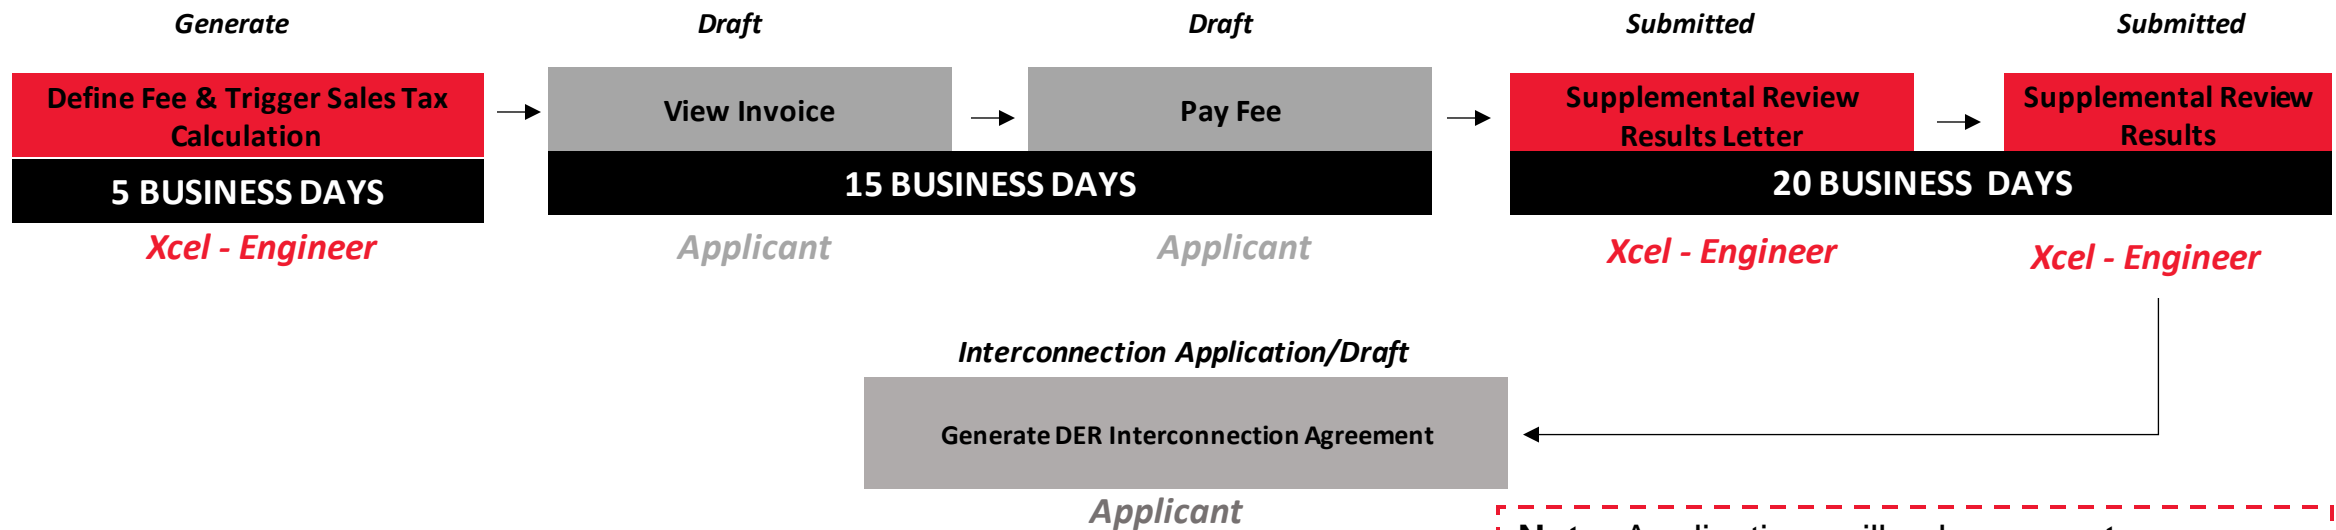 Generate
Draft
Draft
Submitted
Submitted
Define Fee & Trigger Sales Tax
Calculation
View Invoice
Pay Fee
Supplemental Review
Results Letter
Supplemental Review
Results
5 BUSINESS DAYS
15 BUSINESS DAYS
20 BUSINESS DAYS
Xcel - Engineer
Applicant
Applicant
Xcel - Engineer
Xcel - Engineer
Interconnection Application/Draft
Generate DER Interconnection Agreement
Applicant